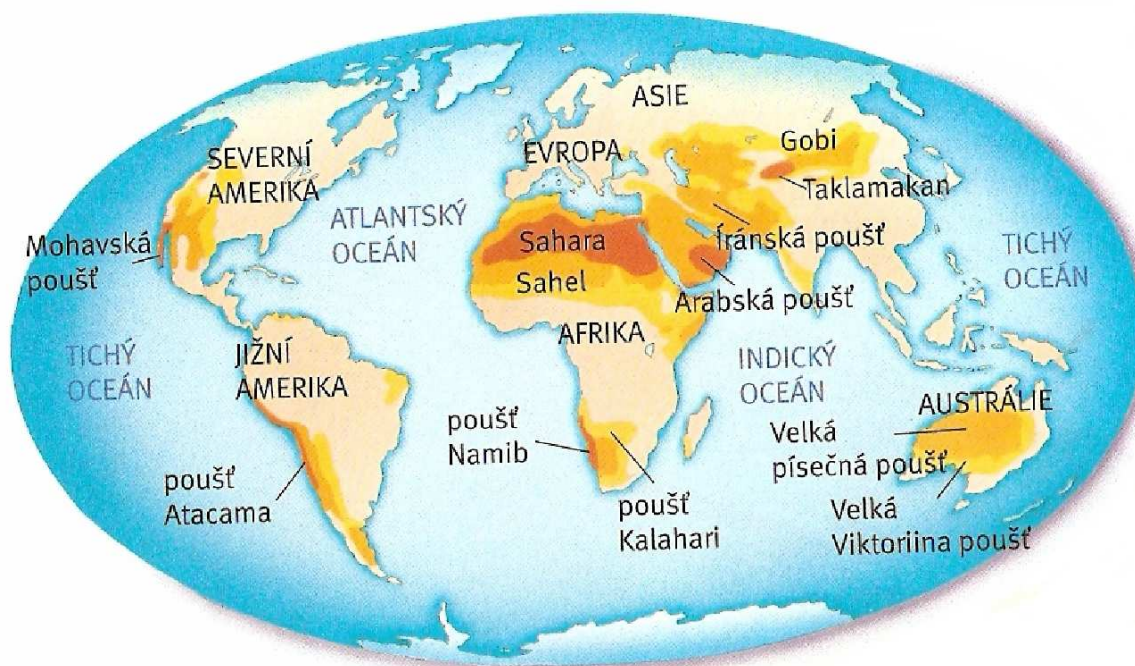 ASIE
SEVERNÍ
AMERIKA
EVROPA
Gobi
Taklamakan
ATLANTSKÝ
OCEÁN
Mohavská
poušť
Sahara
Íránská poušť
TICHÝ
OCEÁN
Sahel
Arabská poušť
AFRIKA
TICHÝ
OCEÁN
JIŽNÍ
AMERIKA
INDICKÝ
OCEÁN
AUSTRÁLIE
poušť
Namib
Velká
písečná poušť
poušť
Atacama
poušť
Kalahari
Velká
Viktoriina poušť